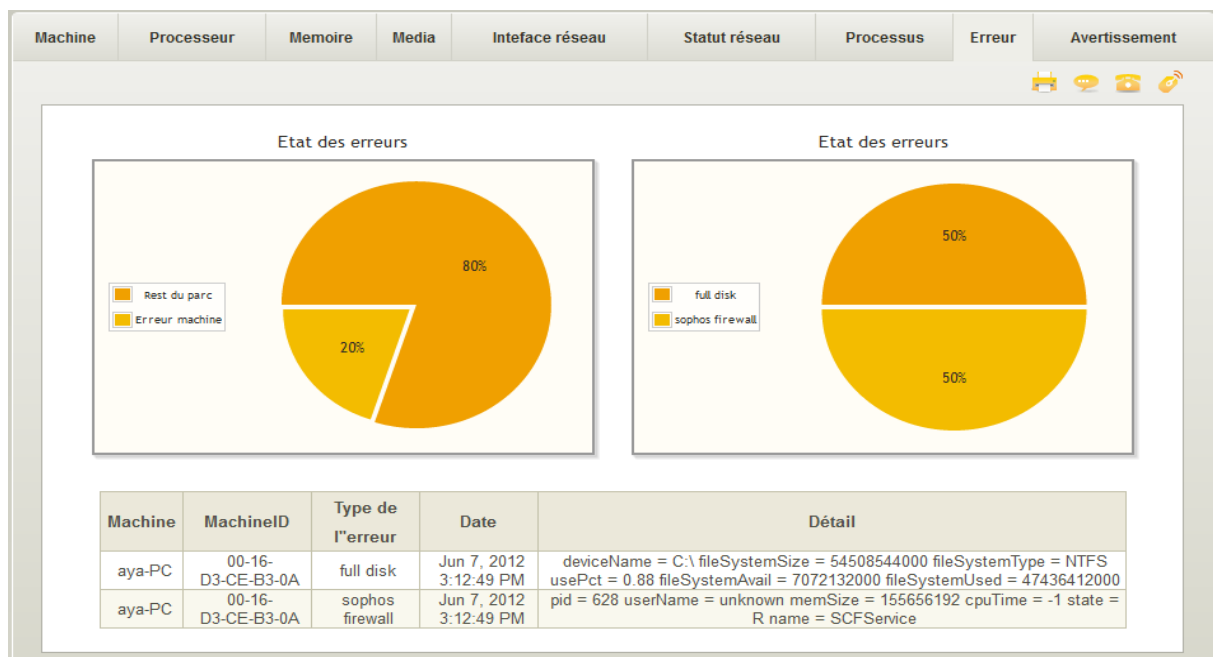 Machine Processeur Memoire Media Inteface réseau Statut réseau Processus Erreur Avertissement
Etat des erreurs
80%
Rest du parc
Erreur machine
20%
Etat des erreurs
50%
full disk
sophos firewall
50%
Machine MachineID Type de l"erreur Date Détail
aya-PC 00-16-D3-CE-B3-0A full disk Jun 7, 2012 3:12:49 PM deviceName = C:\ fileSystemSize = 54508544000 fileSystemType = NTFS usePct = 0.88 fileSystemAvail = 7072132000 fileSystemUsed = 47436412000
aya-PC 00-16-D3-CE-B3-0A sophos firewall Jun 7, 2012 3:12:49 PM pid = 628 userName = unknown memSize = 155656192 cpuTime = -1 state = R name = SCFService